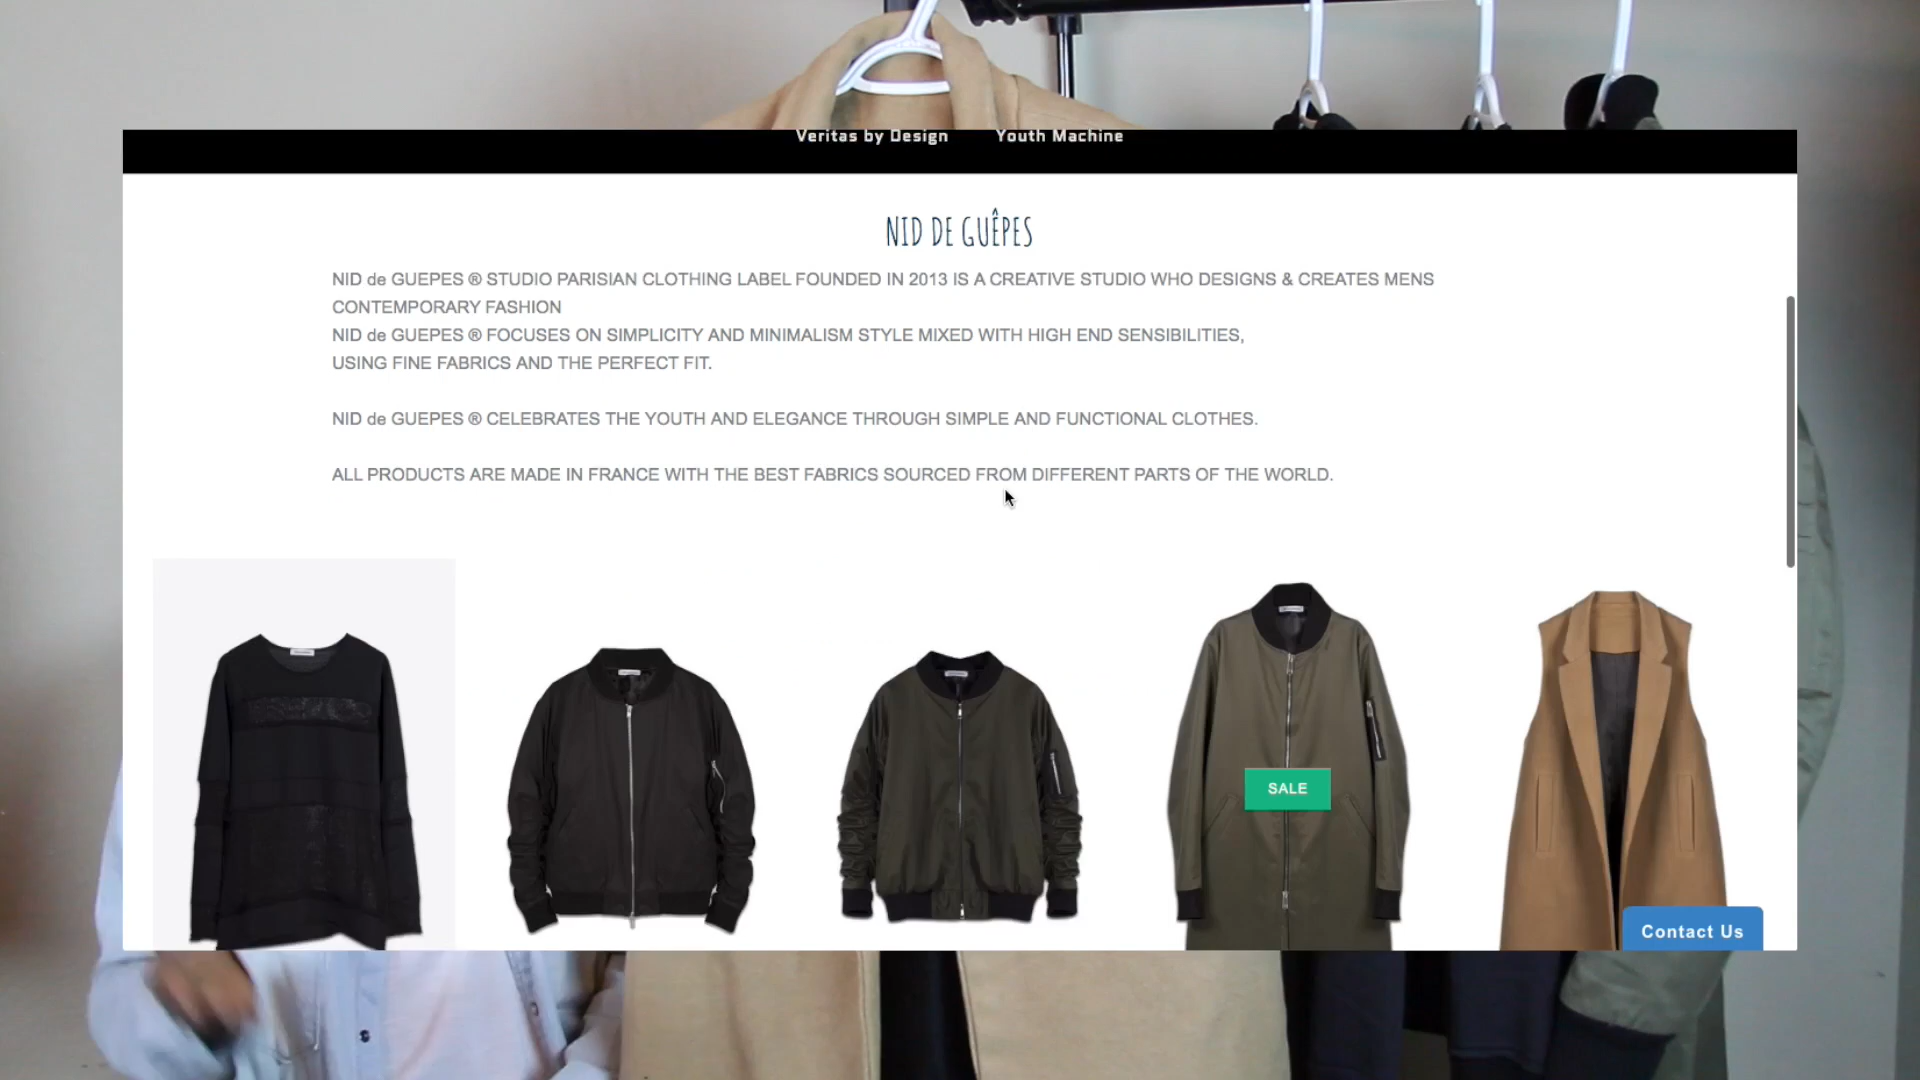 Veritas by Design Youth Machine
NID DE GUÊPES
NID de GUEPES ® STUDIO PARISIAN CLOTHING LABEL FOUNDED IN 2013 IS A CREATIVE STUDIO WHO DESIGNS & CREATES MENS
CONTEMPORARY FASHION
NID de GUEPES ® FOCUSES ON SIMPLICITY AND MINIMALISM STYLE MIXED WITH HIGH END SENSIBILITIES,
USING FINE FABRICS AND THE PERFECT FIT.
NID de GUEPES ® CELEBRATES THE YOUTH AND ELEGANCE THROUGH SIMPLE AND FUNCTIONAL CLOTHES.
ALL PRODUCTS ARE MADE IN FRANCE WITH THE BEST FABRICS SOURCED FROM DIFFERENT PARTS OF THE WORLD.
SALE
Contact Us